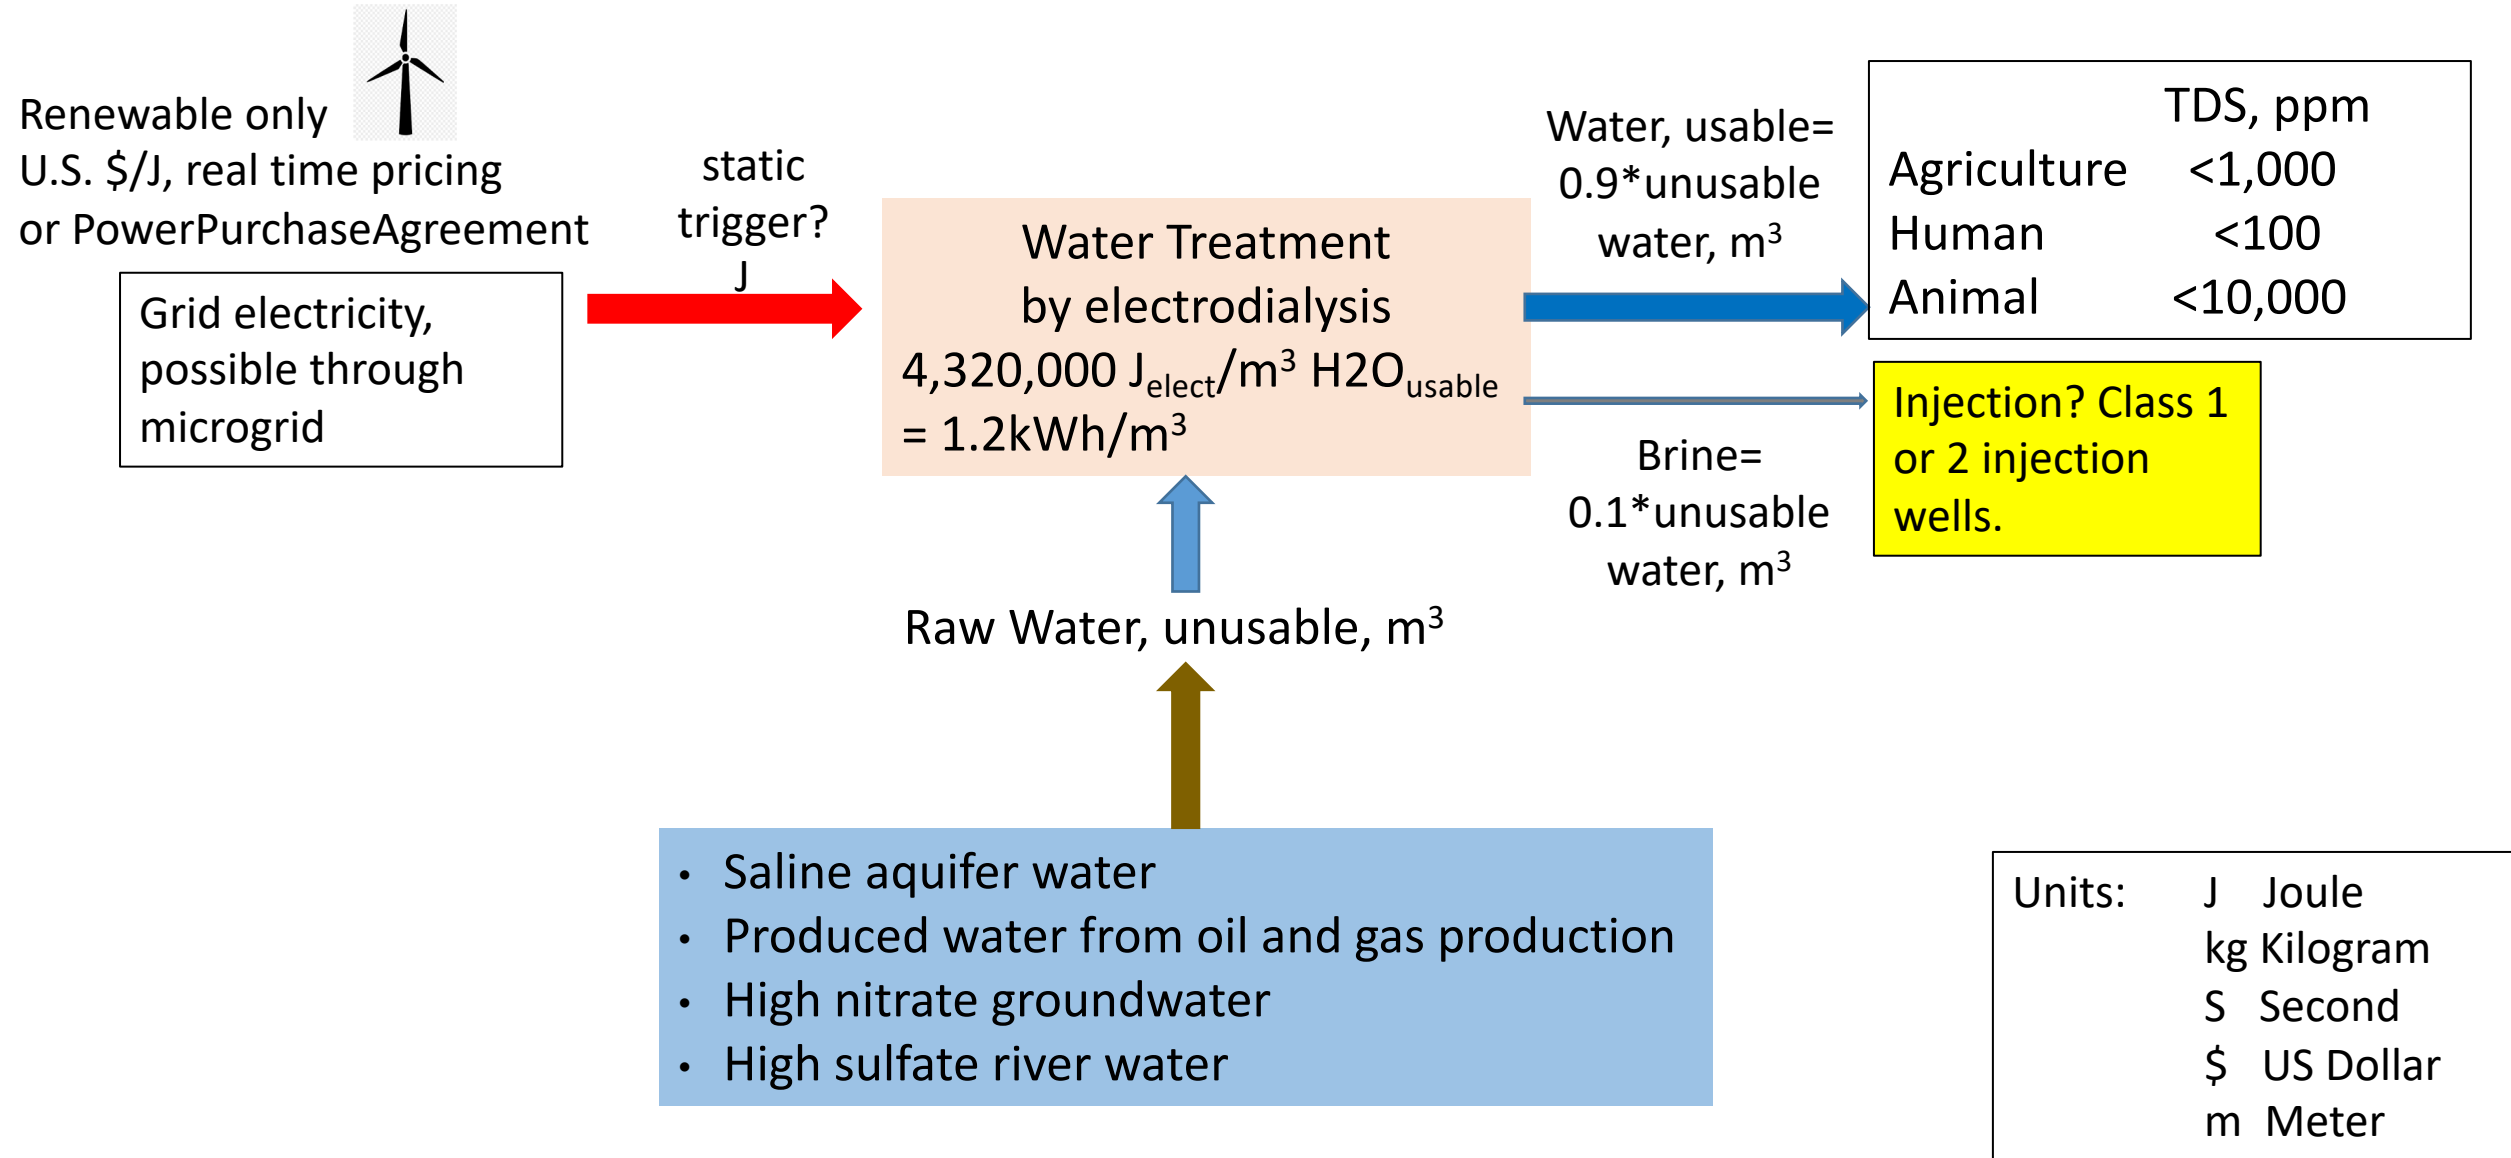 Renewable only
U.S. $/J, real time pricing
or PowerPurchaseAgreement
Grid electricity,
possible through
microgrid
static
trigger?
J
Water Treatment
by electrodialysis
4,320,000 J_elect/m³ H2O_usable
= 1.2kWh/m³
Water, usable=
0.9*unusable
water, m³
TDS, ppm
Agriculture <1,000
Human <100
Animal <10,000
Brine=
0.1*unusable
water, m³
Injection? Class 1
or 2 injection
wells.
Raw Water, unusable, m³
• Saline aquifer water
• Produced water from oil and gas production
• High nitrate groundwater
• High sulfate river water
Units: J Joule
kg Kilogram
S Second
$ US Dollar
m Meter